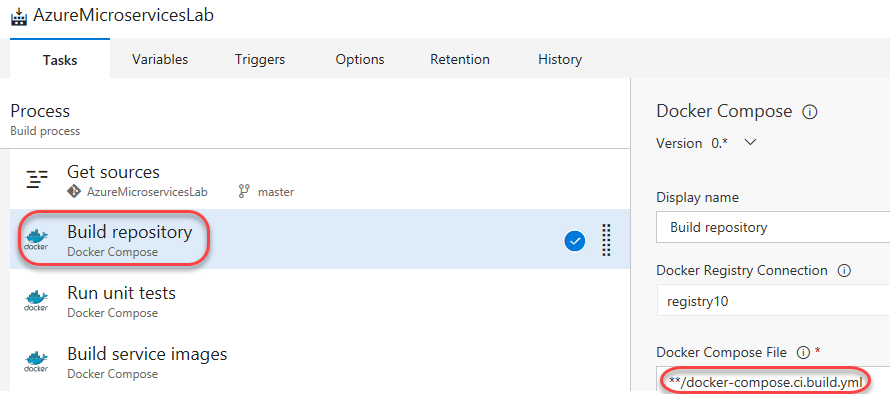 AzureMicroservicesLab
Tasks Variables Triggers Options Retention History
Process
Build process
Get sources
AzureMicroservicesLab master
docker
Build repository
Docker Compose
docker
Run unit tests
Docker Compose
docker
Build service images
Docker Compose
Docker Compose
Version 0.*
Display name
Build repository
Docker Registry Connection
registry10
Docker Compose File *
**/docker-compose.ci.build.yml